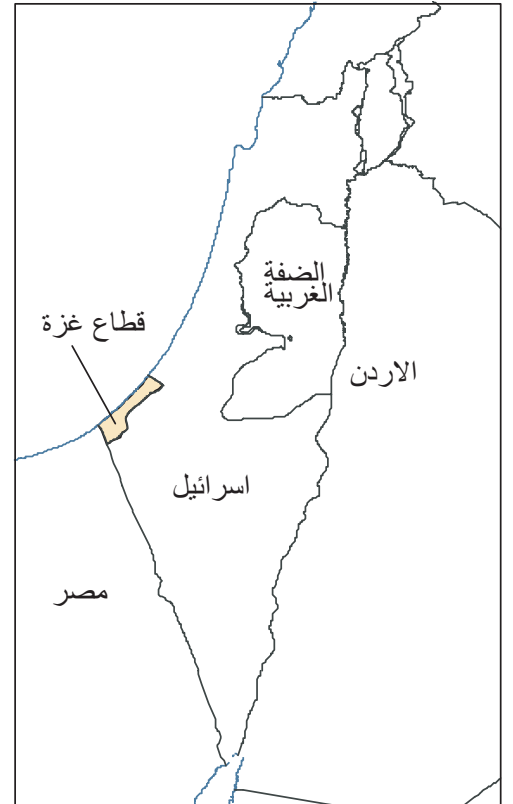 الضفة
الغربية
قطاع غزة
الاردن
اسرائيل
مصر